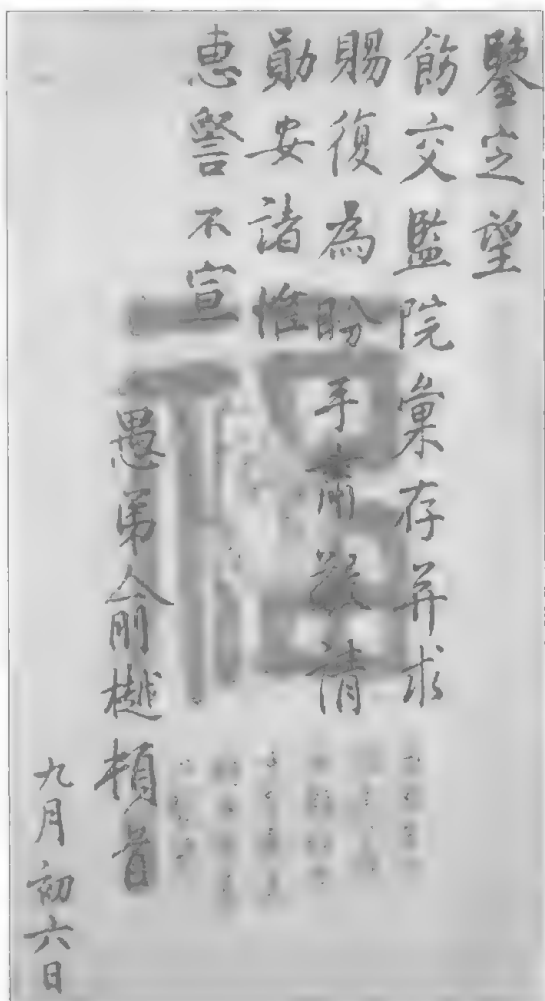 鑒定望
飭交監院彙存并求
賜復為盼手肅敬請
勛安諸惟
惠詧不宣
愚弟俞樾頓首
九月初六日